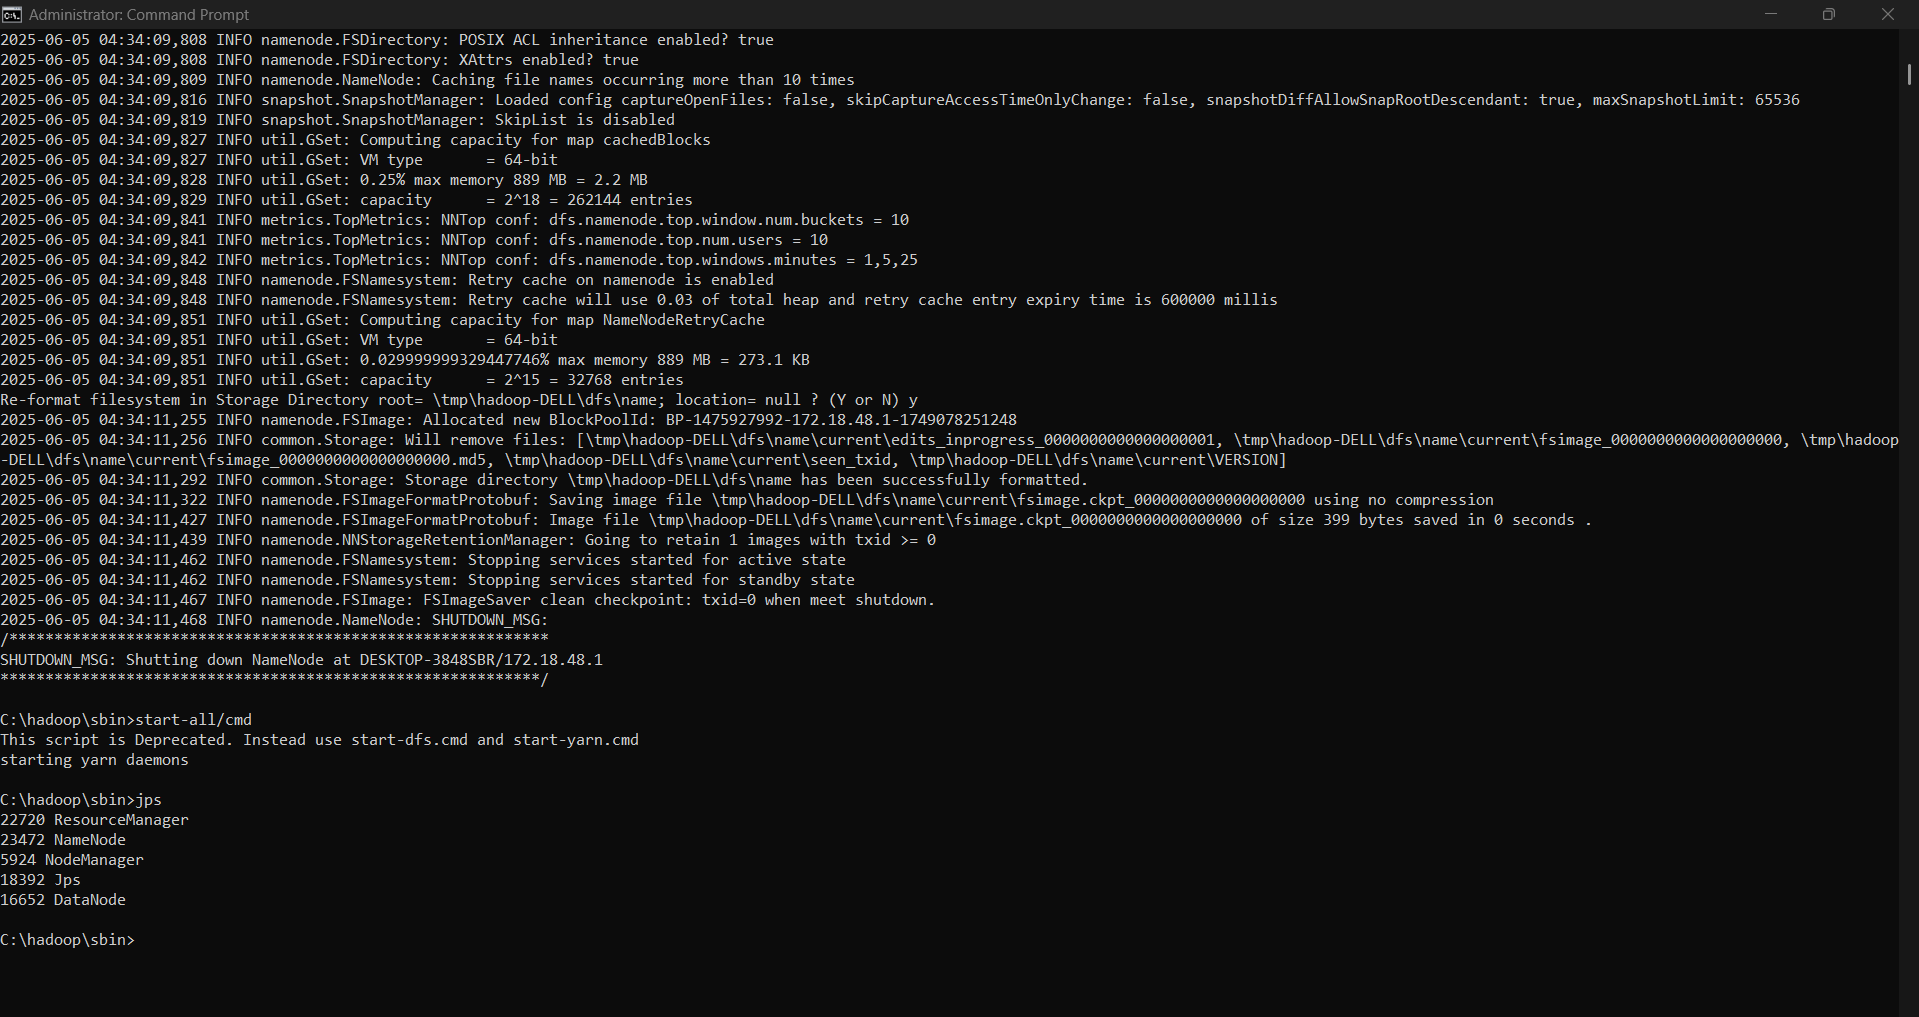 Administrator: Command Prompt
2025-06-05 04:34:09,808 INFO namenode.FSDirectory: POSIX ACL inheritance enabled? true
2025-06-05 04:34:09,808 INFO namenode.FSDirectory: XAttrs enabled? true
2025-06-05 04:34:09,809 INFO namenode.NameNode: Caching file names occurring more than 10 times
2025-06-05 04:34:09,816 INFO snapshot.SnapshotManager: Loaded config captureOpenFiles: false, skipCaptureAccessTimeOnlyChange: false, snapshotDiffAllowSnapRootDescendant: true, maxSnapshotLimit: 65536
2025-06-05 04:34:09,819 INFO snapshot.SnapshotManager: SkipList is disabled
2025-06-05 04:34:09,827 INFO util.GSet: Computing capacity for map cachedBlocks
2025-06-05 04:34:09,827 INFO util.GSet: VM type       = 64-bit
2025-06-05 04:34:09,828 INFO util.GSet: 0.25% max memory 889 MB = 2.2 MB
2025-06-05 04:34:09,829 INFO util.GSet: capacity      = 2^18 = 262144 entries
2025-06-05 04:34:09,841 INFO metrics.TopMetrics: NNTop conf: dfs.namenode.top.window.num.buckets = 10
2025-06-05 04:34:09,841 INFO metrics.TopMetrics: NNTop conf: dfs.namenode.top.num.users = 10
2025-06-05 04:34:09,842 INFO metrics.TopMetrics: NNTop conf: dfs.namenode.top.windows.minutes = 1,5,25
2025-06-05 04:34:09,848 INFO namenode.FSNamesystem: Retry cache on namenode is enabled
2025-06-05 04:34:09,848 INFO namenode.FSNamesystem: Retry cache will use 0.03 of total heap and retry cache entry expiry time is 600000 millis
2025-06-05 04:34:09,851 INFO util.GSet: Computing capacity for map NameNodeRetryCache
2025-06-05 04:34:09,851 INFO util.GSet: VM type       = 64-bit
2025-06-05 04:34:09,851 INFO util.GSet: 0.029999999329447746% max memory 889 MB = 273.1 KB
2025-06-05 04:34:09,851 INFO util.GSet: capacity      = 2^15 = 32768 entries
Re-format filesystem in Storage Directory root= \tmp\hadoop-DELL\dfs\name; location= null ? (Y or N) y
2025-06-05 04:34:11,255 INFO namenode.FSImage: Allocated new BlockPoolId: BP-1475927992-172.18.48.1-1749078251248
2025-06-05 04:34:11,256 INFO common.Storage: Will remove files: [\tmp\hadoop-DELL\dfs\name\current\edits_inprogress_0000000000000000001, \tmp\hadoop-DELL\dfs\name\current\fsimage_0000000000000000000, \tmp\hadoop
-DELL\dfs\name\current\fsimage_0000000000000000000.md5, \tmp\hadoop-DELL\dfs\name\current\seen_txid, \tmp\hadoop-DELL\dfs\name\current\VERSION]
2025-06-05 04:34:11,292 INFO common.Storage: Storage directory \tmp\hadoop-DELL\dfs\name has been successfully formatted.
2025-06-05 04:34:11,322 INFO namenode.FSImageFormatProtobuf: Saving image file \tmp\hadoop-DELL\dfs\name\current\fsimage.ckpt_0000000000000000000 using no compression
2025-06-05 04:34:11,427 INFO namenode.FSImageFormatProtobuf: Image file \tmp\hadoop-DELL\dfs\name\current\fsimage.ckpt_0000000000000000000 of size 399 bytes saved in 0 seconds .
2025-06-05 04:34:11,439 INFO namenode.NNStorageRetentionManager: Going to retain 1 images with txid >= 0
2025-06-05 04:34:11,462 INFO namenode.FSNamesystem: Stopping services started for active state
2025-06-05 04:34:11,462 INFO namenode.FSNamesystem: Stopping services started for standby state
2025-06-05 04:34:11,467 INFO namenode.FSImage: FSImageSaver clean checkpoint: txid=0 when meet shutdown.
2025-06-05 04:34:11,468 INFO namenode.NameNode: SHUTDOWN_MSG:
/************************************************************
SHUTDOWN_MSG: Shutting down NameNode at DESKTOP-3848SBR/172.18.48.1
************************************************************/
C:\hadoop\sbin>start-all/cmd
This script is Deprecated. Instead use start-dfs.cmd and start-yarn.cmd
starting yarn daemons
C:\hadoop\sbin>jps
22720 ResourceManager
23472 NameNode
5924 NodeManager
18392 Jps
16652 DataNode
C:\hadoop\sbin>